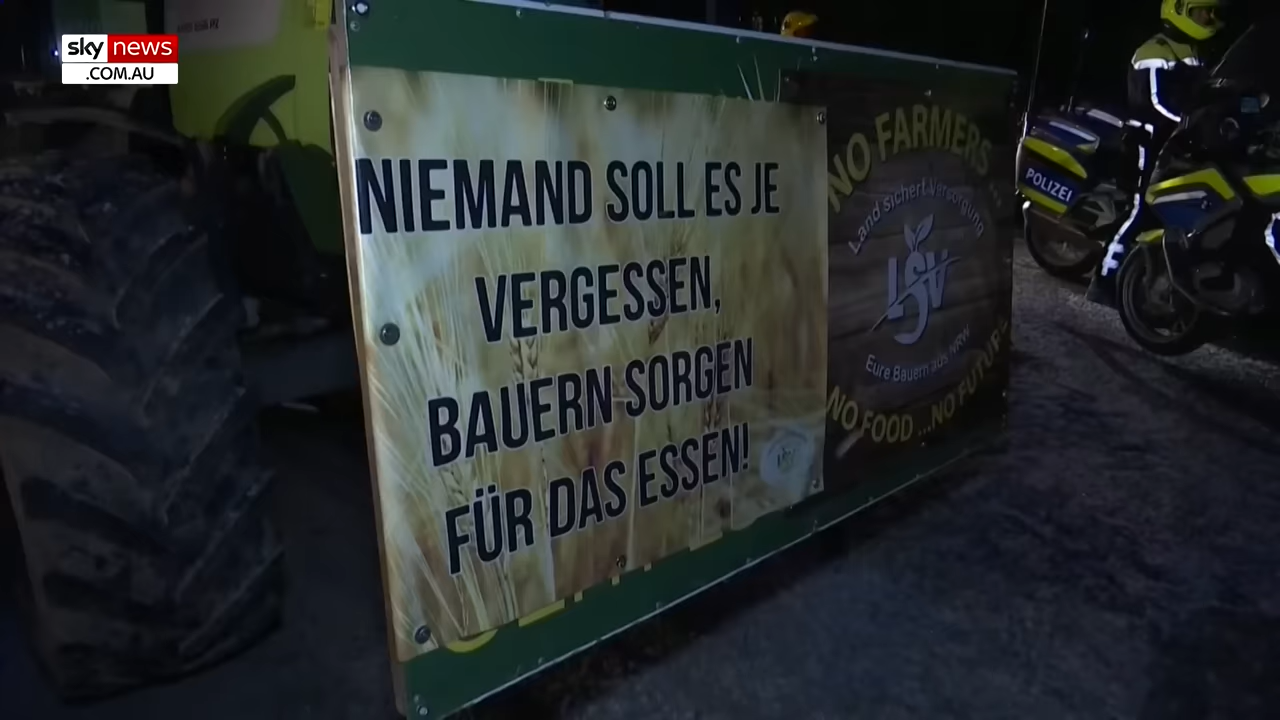 sky news
.COM.AU
NIEMAND SOLL ES JE
VERGESSEN,
BAUERN SORGEN
FÜR DAS ESSEN!
NO FARMERS...
Land sichert Versorgung
LSV
Eure Bauern aus NRW
NO FOOD ...NO FUTURE
POLIZEI